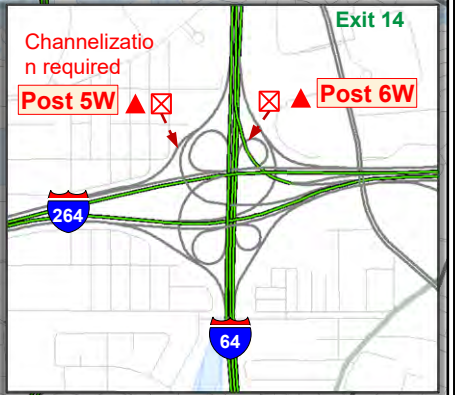 Exit 14
Channelizatio
n required
Post 5W
Post 6W
264
64